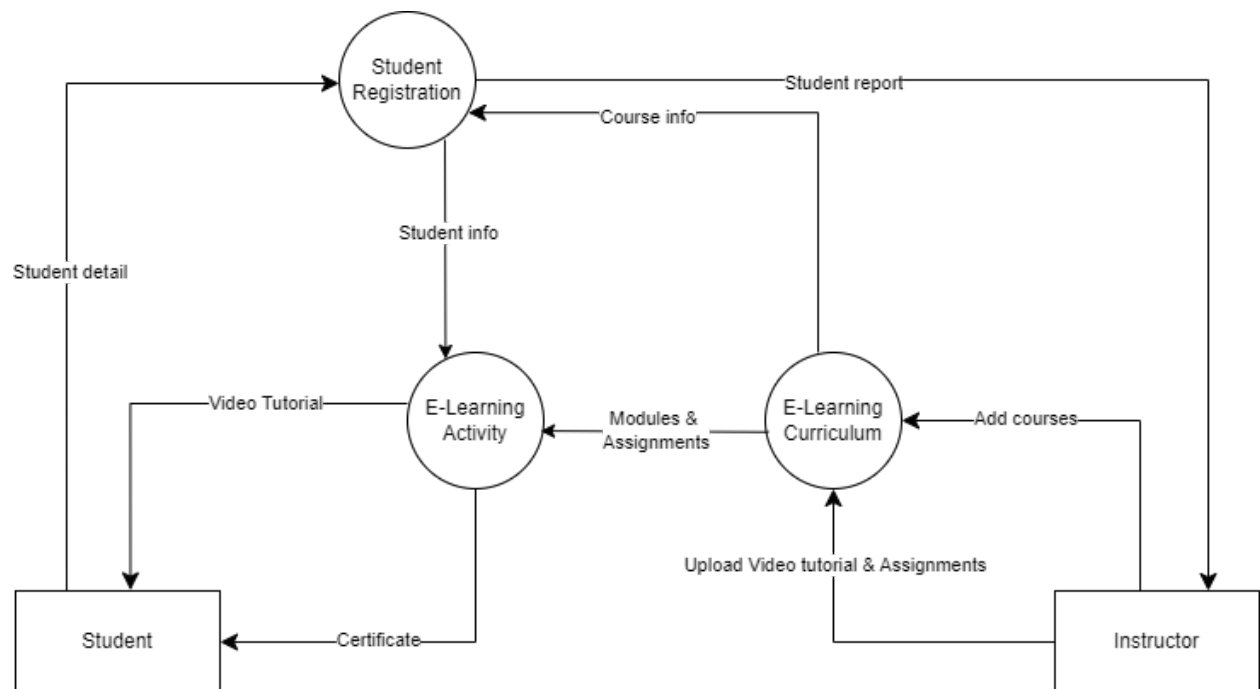 Student
Registration
Student report
Course info
Student info
Student detail
Video Tutorial
E-Learning
Activity
Modules &
Assignments
E-Learning
Curriculum
Add courses
Upload Video tutorial & Assignments
Student
Certificate
Instructor